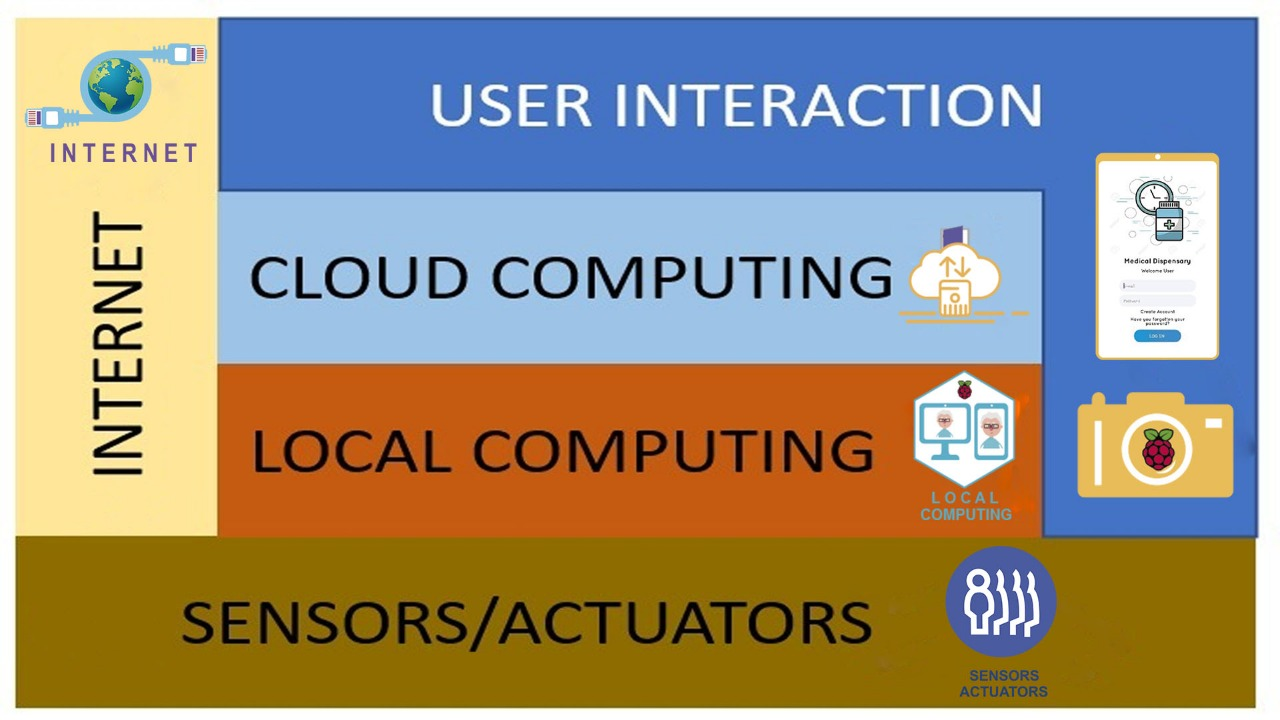 INTERNET
INTERNET
USER INTERACTION
CLOUD COMPUTING
LOCAL COMPUTING
LOCAL
COMPUTING
SENSORS/ACTUATORS
SENSORS
ACTUATORS
Medical Dispensary
Welcome User
Password
Create Account
Have you forgotten your
password?
LOG IN